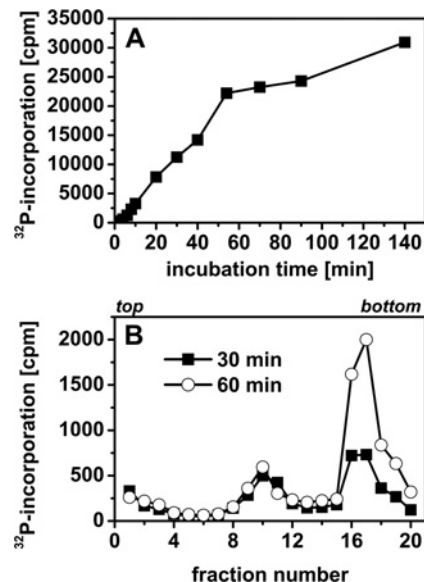 A
³²P-incorporation [cpm]
35000
30000
25000
20000
15000
10000
5000
0
0 20 40 60 80 100 120 140
incubation time [min]
top bottom
B
³²P-incorporation [cpm]
2000
1500
1000
500
0
30 min
60 min
0 4 8 12 16 20
fraction number